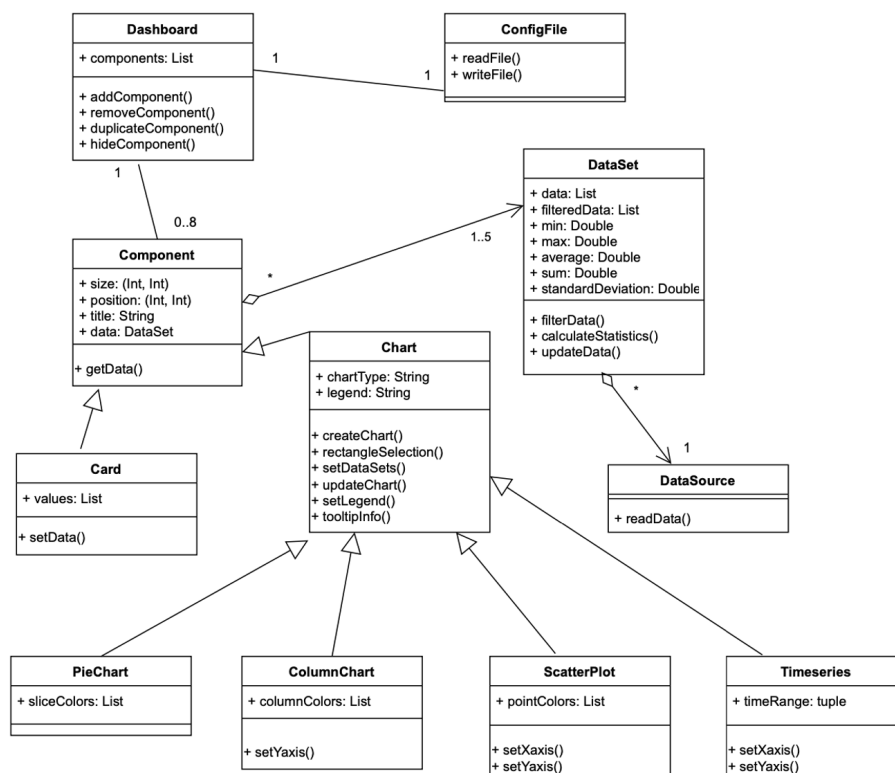 Dashboard
+ components: List
+ addComponent()
+ removeComponent()
+ duplicateComponent()
+ hideComponent()
1
1
ConfigFile
+ readFile()
+ writeFile()
1
0..8
DataSet
+ data: List
+ filteredData: List
+ min: Double
+ max: Double
+ average: Double
+ sum: Double
+ standardDeviation: Double
+ filterData()
+ calculateStatistics()
+ updateData()
1..5
*
Component
+ size: (Int, Int)
+ position: (Int, Int)
+ title: String
+ data: DataSet
+ getData()
Chart
+ chartType: String
+ legend: String
+ createChart()
+ rectangleSelection()
+ setDataSets()
+ updateChart()
+ setLegend()
+ tooltipInfo()
*
1
Card
+ values: List
+ setData()
DataSource
+ readData()
PieChart
+ sliceColors: List
ColumnChart
+ columnColors: List
+ setYaxis()
ScatterPlot
+ pointColors: List
+ setXaxis()
+ setYaxis()
Timeseries
+ timeRange: tuple
+ setXaxis()
+ setYaxis()